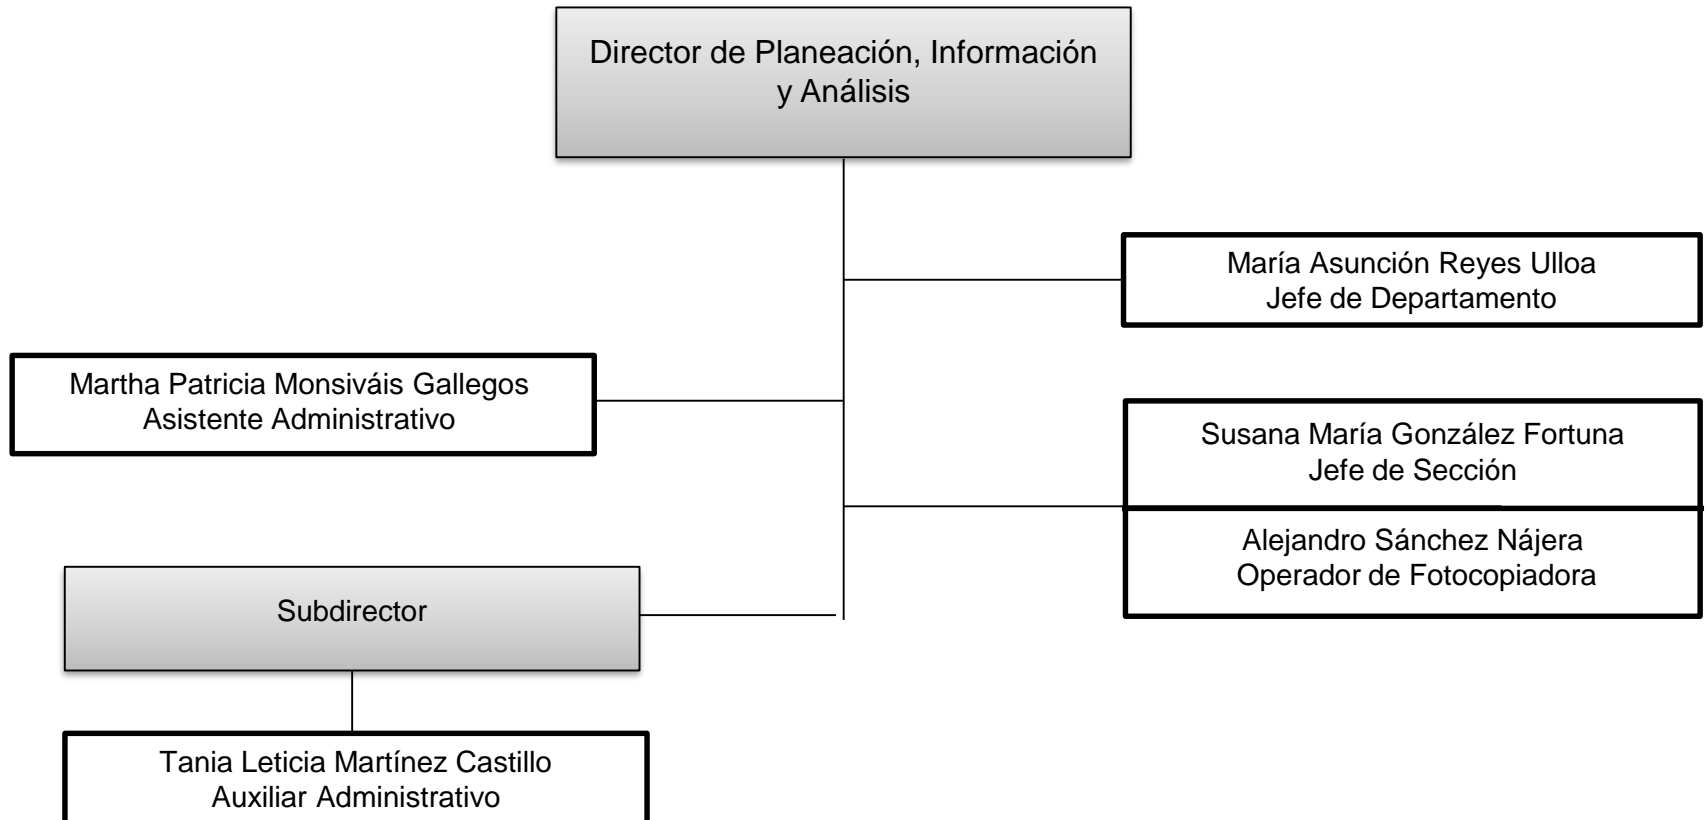 Director de Planeación, Información
y Análisis
María Asunción Reyes Ulloa
Jefe de Departamento
Martha Patricia Monsiváis Gallegos
Asistente Administrativo
Susana María González Fortuna
Jefe de Sección
Alejandro Sánchez Nájera
Operador de Fotocopiadora
Subdirector
Tania Leticia Martínez Castillo
Auxiliar Administrativo